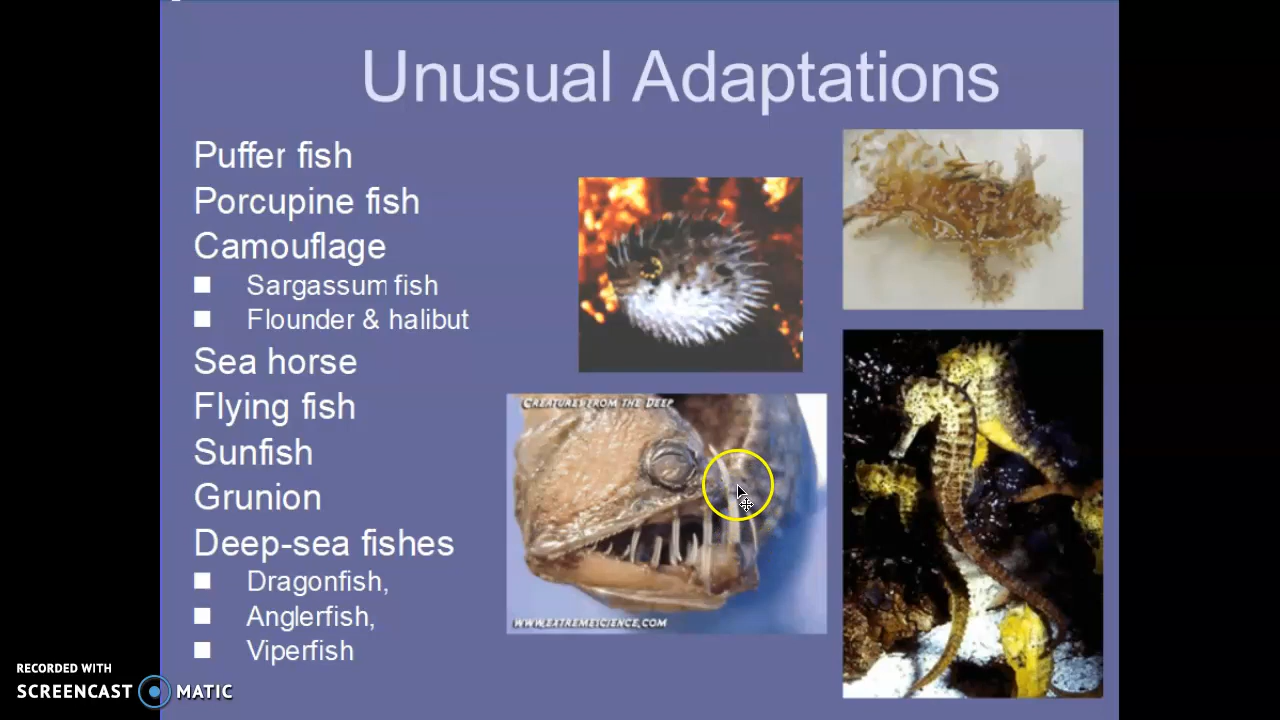 Unusual Adaptations
Puffer fish
Porcupine fish
Camouflage
Sargassum fish
Flounder & halibut
Sea horse
Flying fish
Sunfish
Grunion
Deep-sea fishes
Dragonfish,
Anglerfish,
Viperfish
"CREATURES FROM THE DEEP
WWW.EXTREMESCIENCE.COM
RECORDED WITH
SCREENCAST MATIC